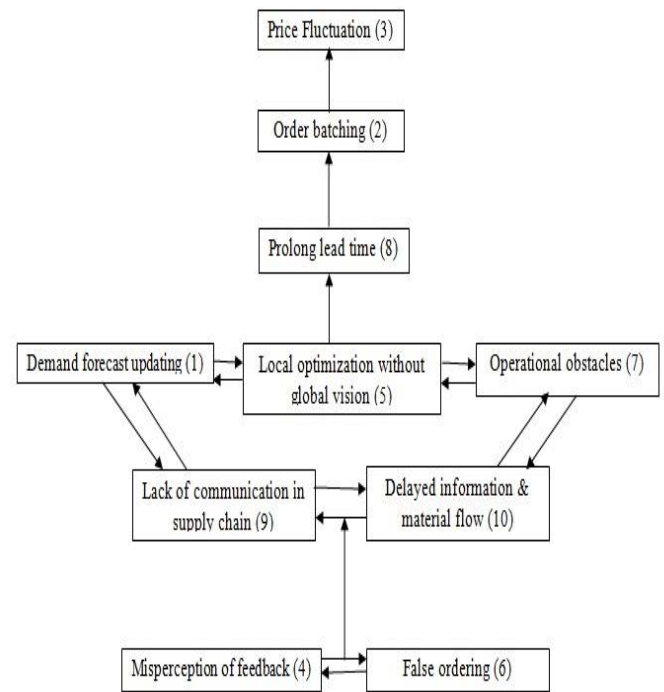 Price Fluctuation (3)
Order batching (2)
Prolong lead time (8)
Demand forecast updating (1)
Local optimization without
global vision (5)
Operational obstacles (7)
Lack of communication in
supply chain (9)
Delayed information &
material flow (10)
Misperception of feedback (4)
False ordering (6)